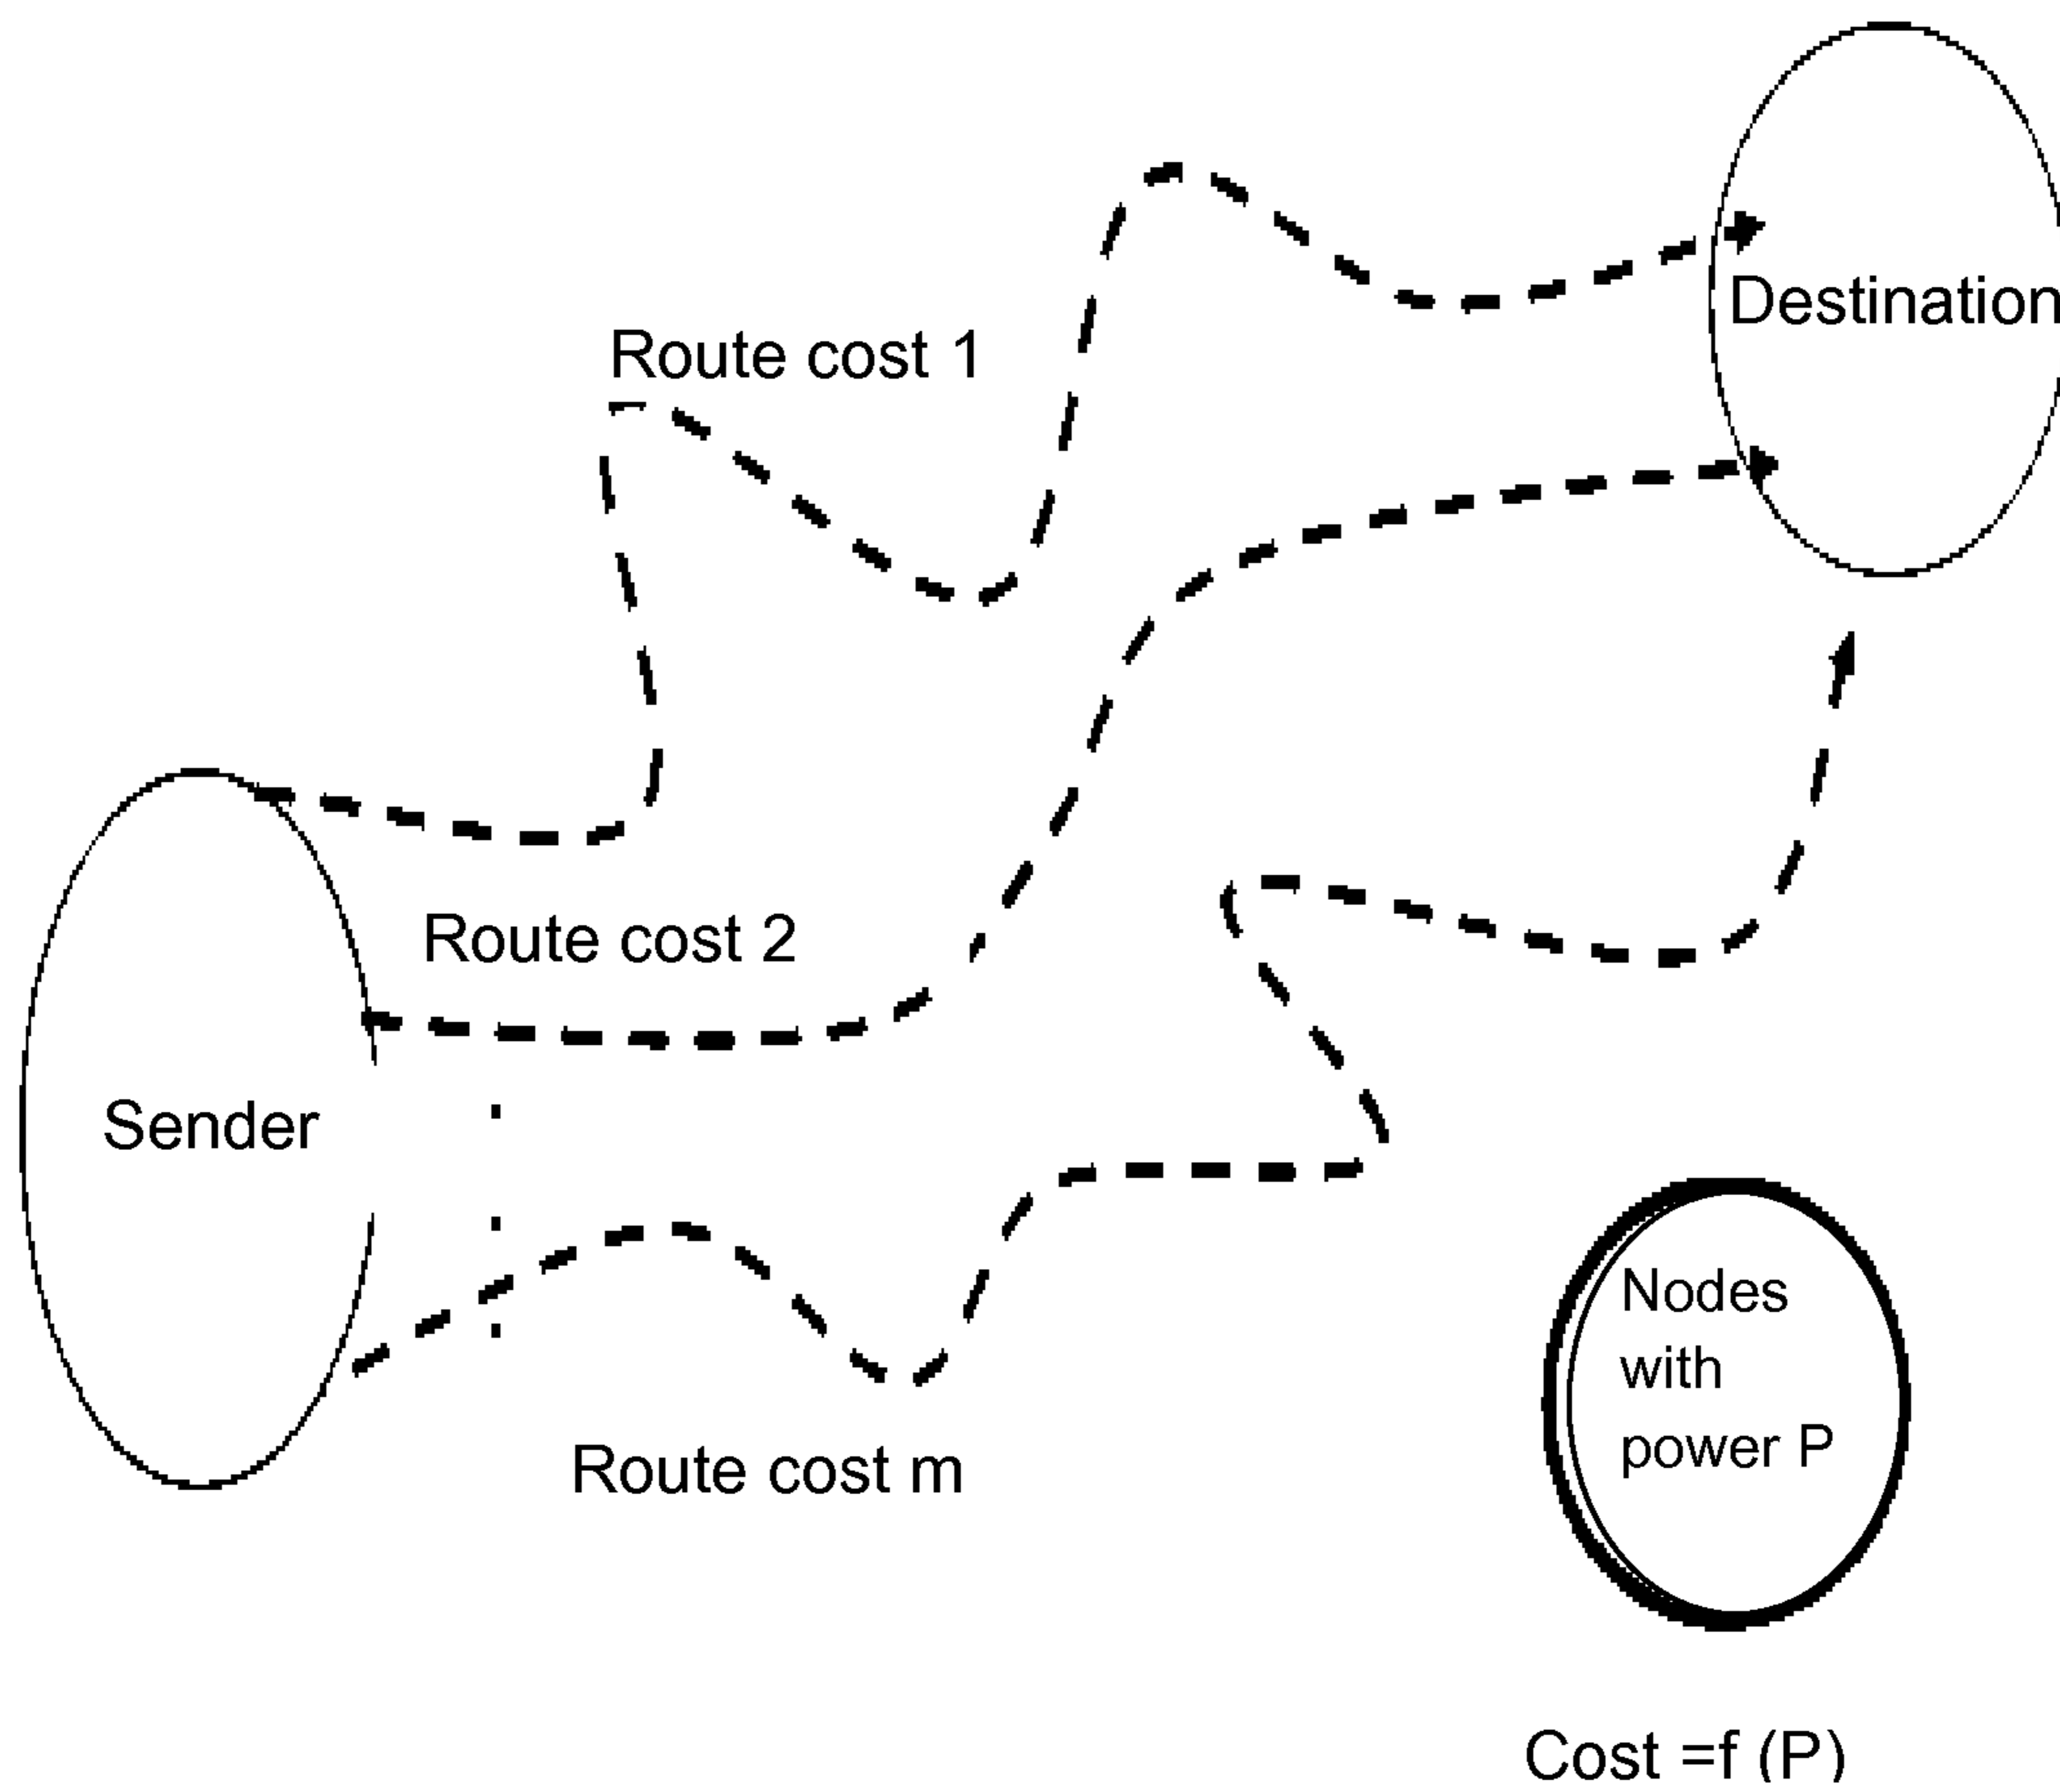 Destination
Route cost 1
Route cost 2
Sender
Nodes
with
power P
Route cost m
Cost =f (P)